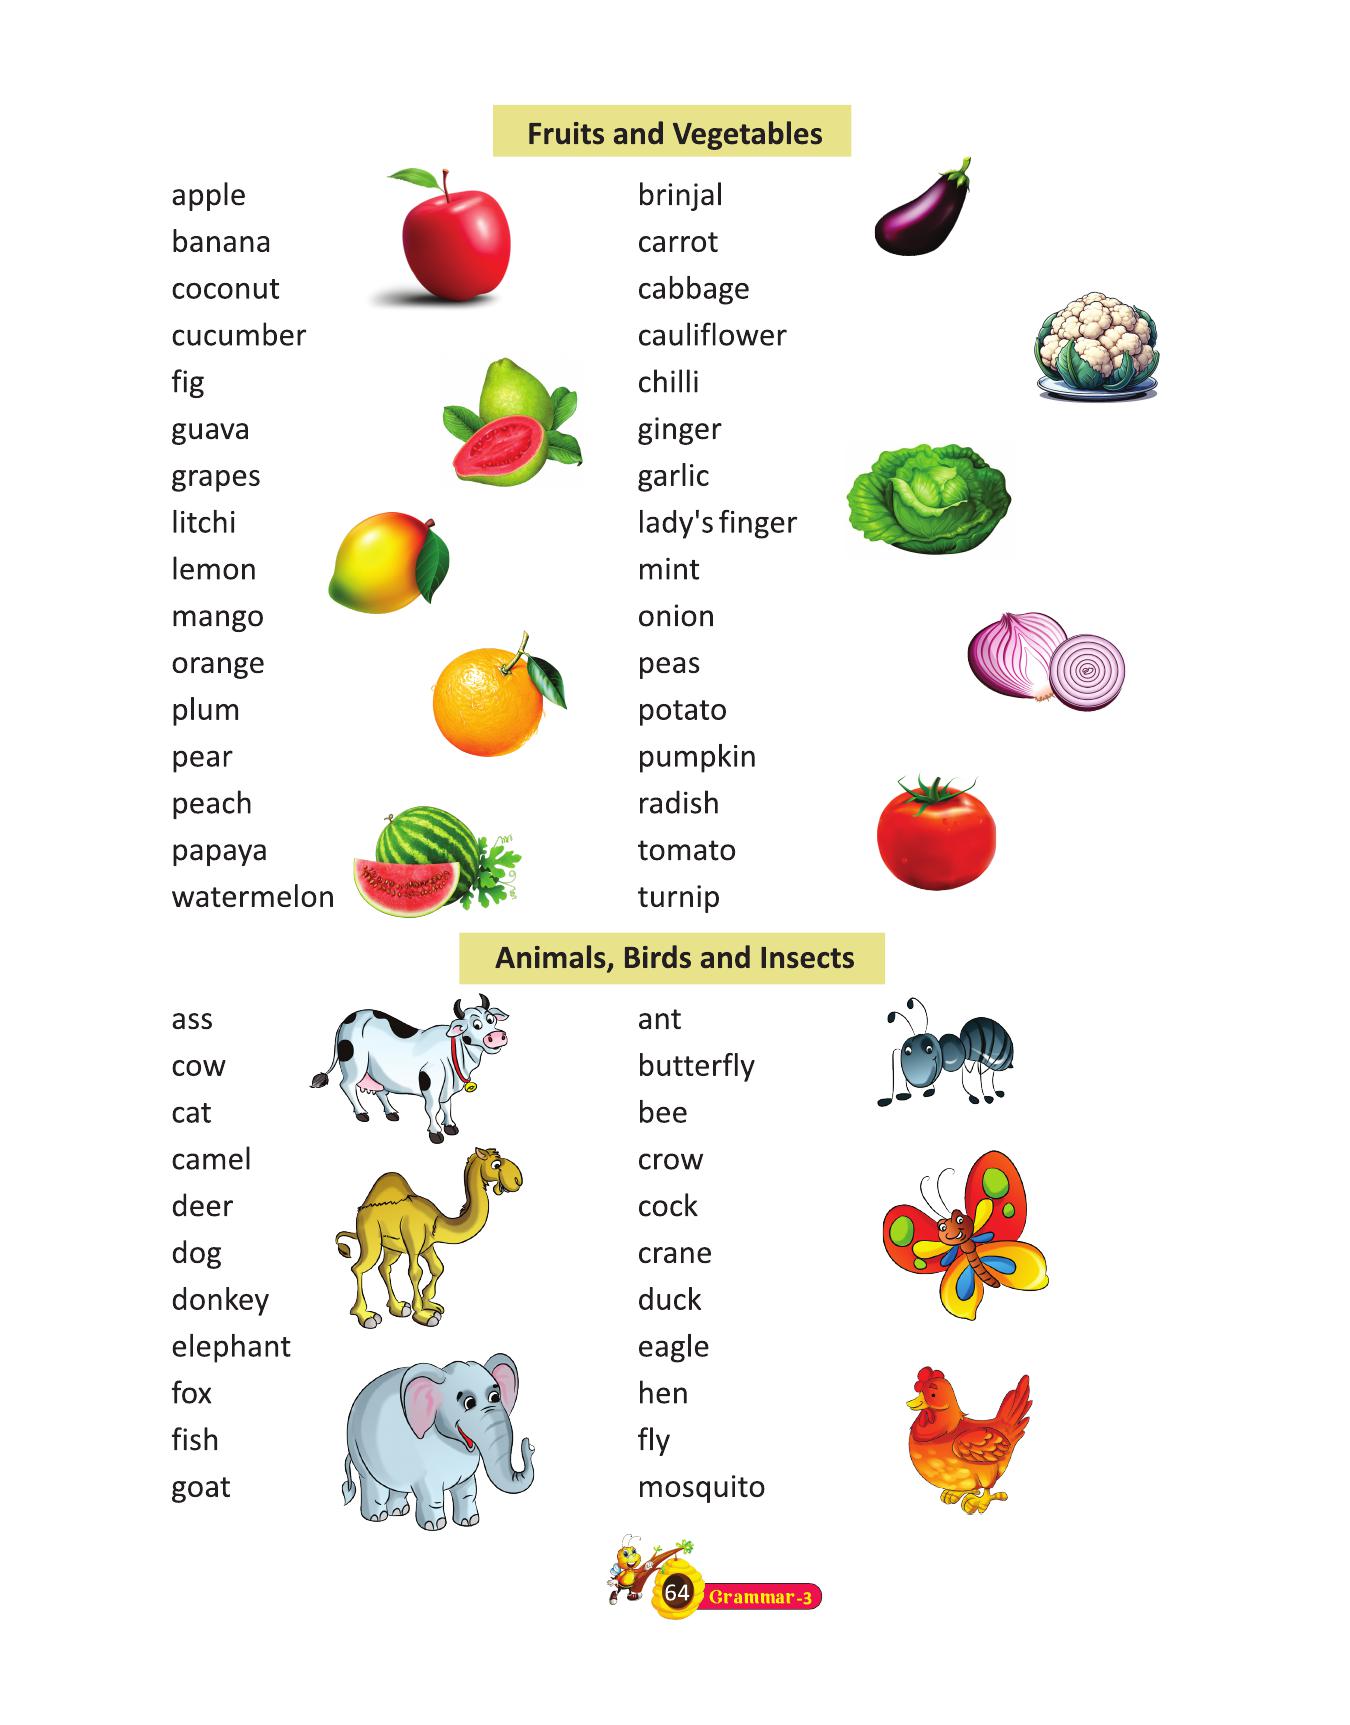 Fruits and Vegetables
apple
banana
coconut
cucumber
fig
guava
grapes
litchi
lemon
mango
orange
plum
pear
peach
papaya
watermelon
brinjal
carrot
cabbage
cauliflower
chilli
ginger
garlic
lady's finger
mint
onion
peas
potato
pumpkin
radish
tomato
turnip
Animals, Birds and Insects
ass
cow
cat
camel
deer
dog
donkey
elephant
fox
fish
goat
ant
butterfly
bee
crow
cock
crane
duck
eagle
hen
fly
mosquito
64 Grammar-3